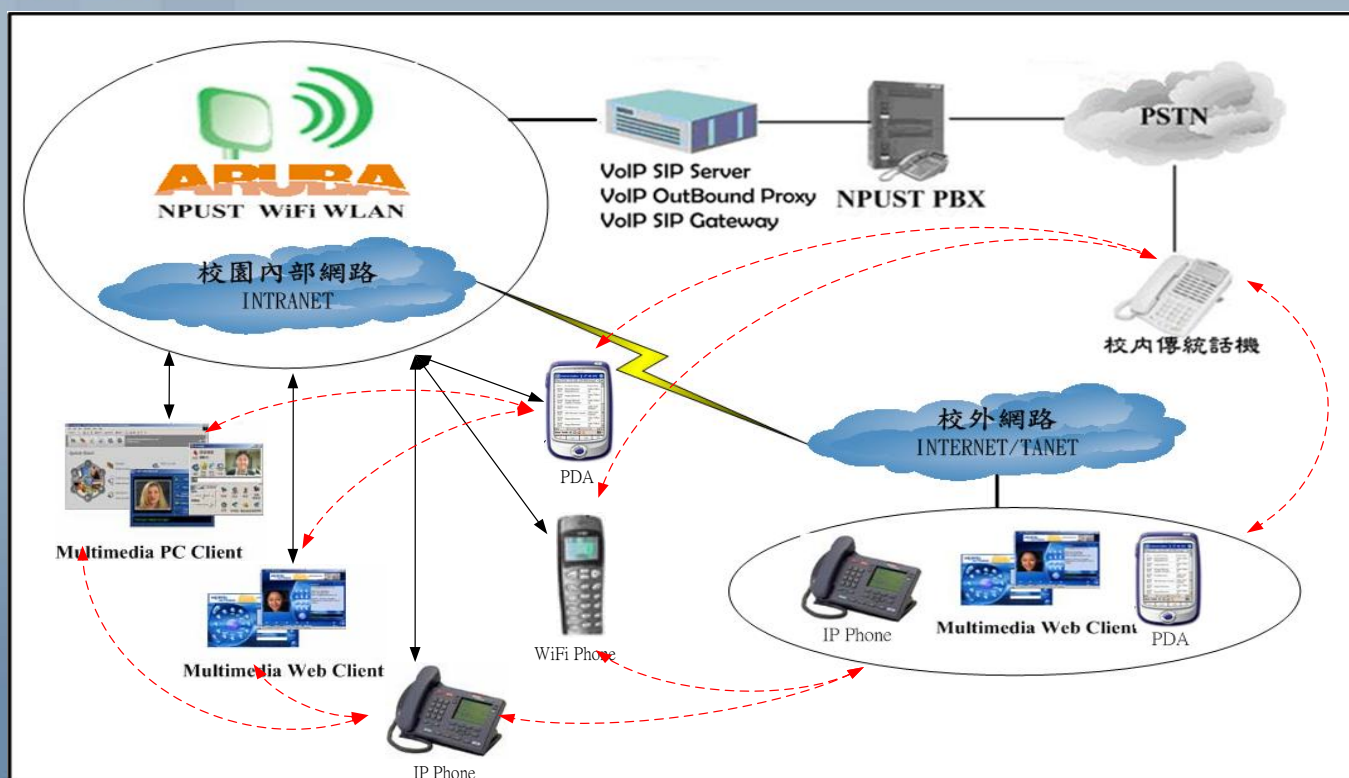 ARUBA
NPUST WiFi WLAN
校園內部網路
INTRANET
VoIP SIP Server
VoIP OutBound Proxy
VoIP SIP Gateway
NPUST PBX
PSTN
校內傳統話機
校外網路
INTERNET/TANET
PDA
Multimedia PC Client
Multimedia Web Client
WiFi Phone
IP Phone
IP Phone
Multimedia Web Client
PDA